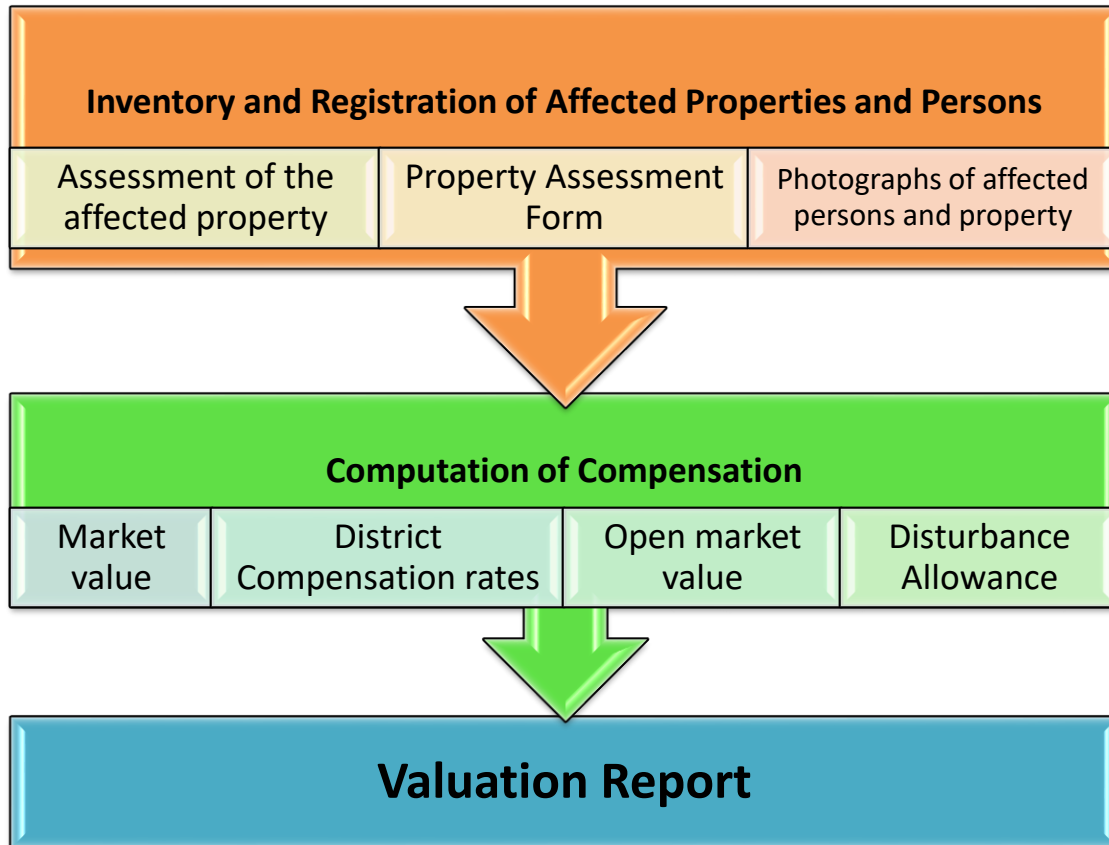 Inventory and Registration of Affected Properties and Persons
Assessment of the
affected property
Property Assessment
Form
Photographs of affected
persons and property
Computation of Compensation
Market
value
District
Compensation rates
Open market
value
Disturbance
Allowance
Valuation Report